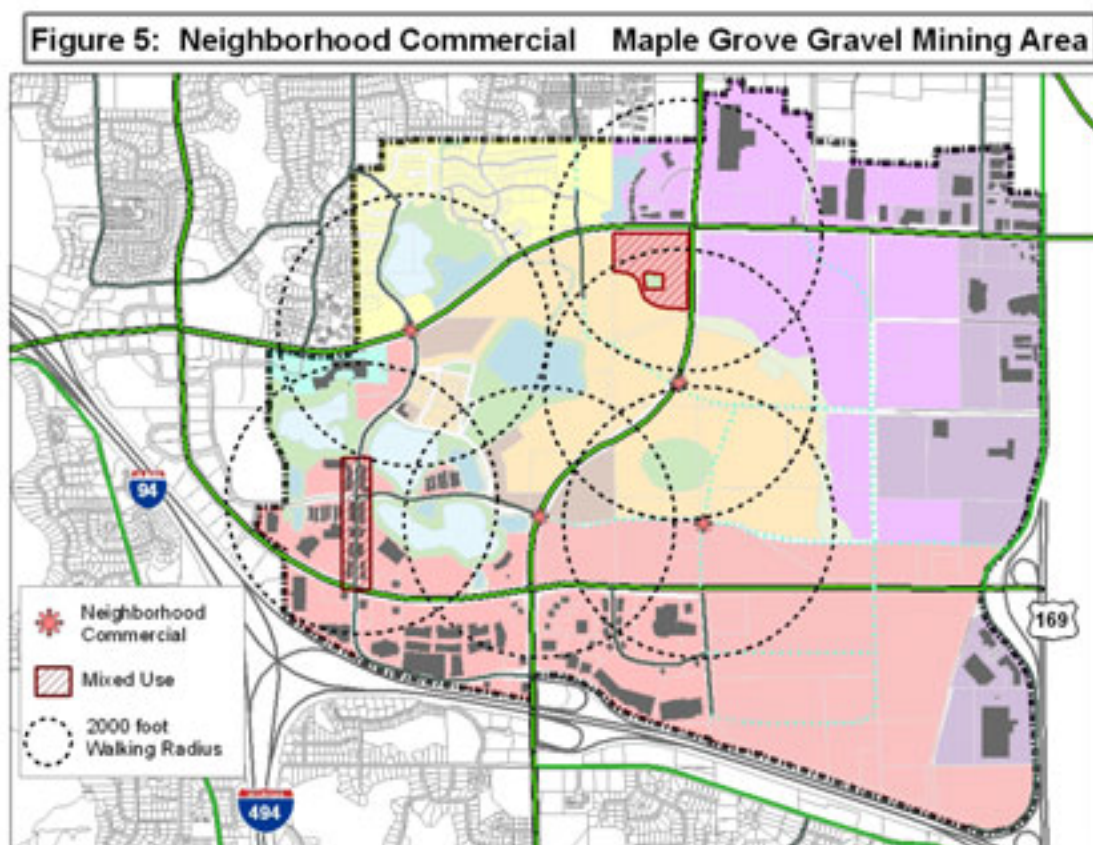 Figure 5: Neighborhood Commercial Maple Grove Gravel Mining Area
94
169
494
Neighborhood
Commercial
Mixed Use
2000 foot
Walking Radius